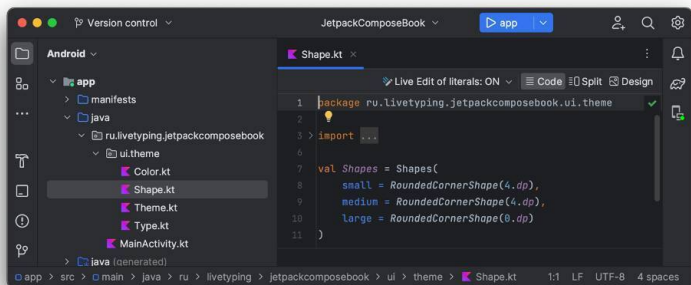 Version control
JetpackComposeBook
app
Android
Shape.kt
app
Live Edit of literals: ON
Code
Split
Design
manifests
java
ru.livetyping.jetpackcomposebook
ui.theme
Color.kt
Shape.kt
Theme.kt
Type.kt
MainActivity.kt
java (generated)
1 package ru.livetyping.jetpackcomposebook.ui.theme
2
3 import ...
6
7 val Shapes = Shapes(
8 small = RoundedCornerShape(4.dp),
9 medium = RoundedCornerShape(4.dp),
10 large = RoundedCornerShape(0.dp)
11 )
app > src > main > java > ru > livetyping > jetpackcomposebook > ui > theme > Shape.kt 1:1 LF UTF-8 4 spaces